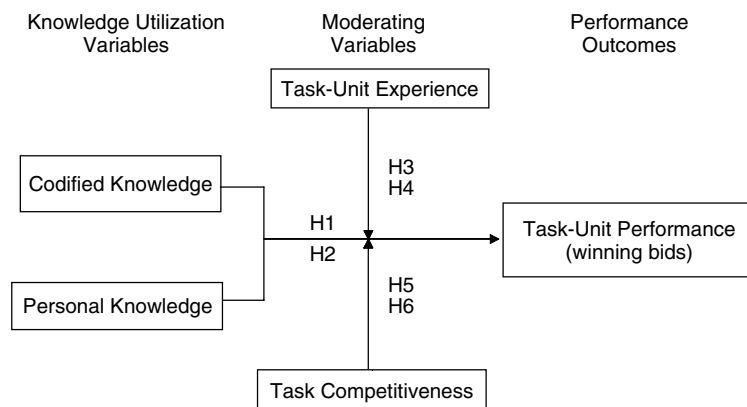 Knowledge Utilization
Variables
Moderating
Variables
Performance
Outcomes
Task-Unit Experience
H3
H4
Codified Knowledge
H1
H2
Task-Unit Performance
(winning bids)
Personal Knowledge
H5
H6
Task Competitiveness